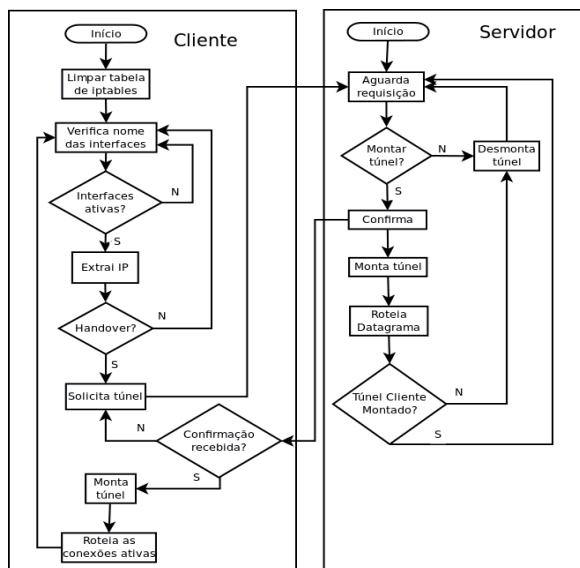 Cliente
Início
Limpar tabela
de iptables
Verifica nome
das interfaces
Interfaces
ativas?
N
S
Extrai IP
Handover?
N
S
Solicita túnel
Confirmação
recebida?
N
S
Monta
túnel
Roteia as
conexões ativas
Servidor
Início
Aguarda
requisição
Montar
túnel?
N
Desmonta
túnel
S
Confirma
Monta túnel
Roteia
Datagrama
Túnel Cliente
Montado?
N
S